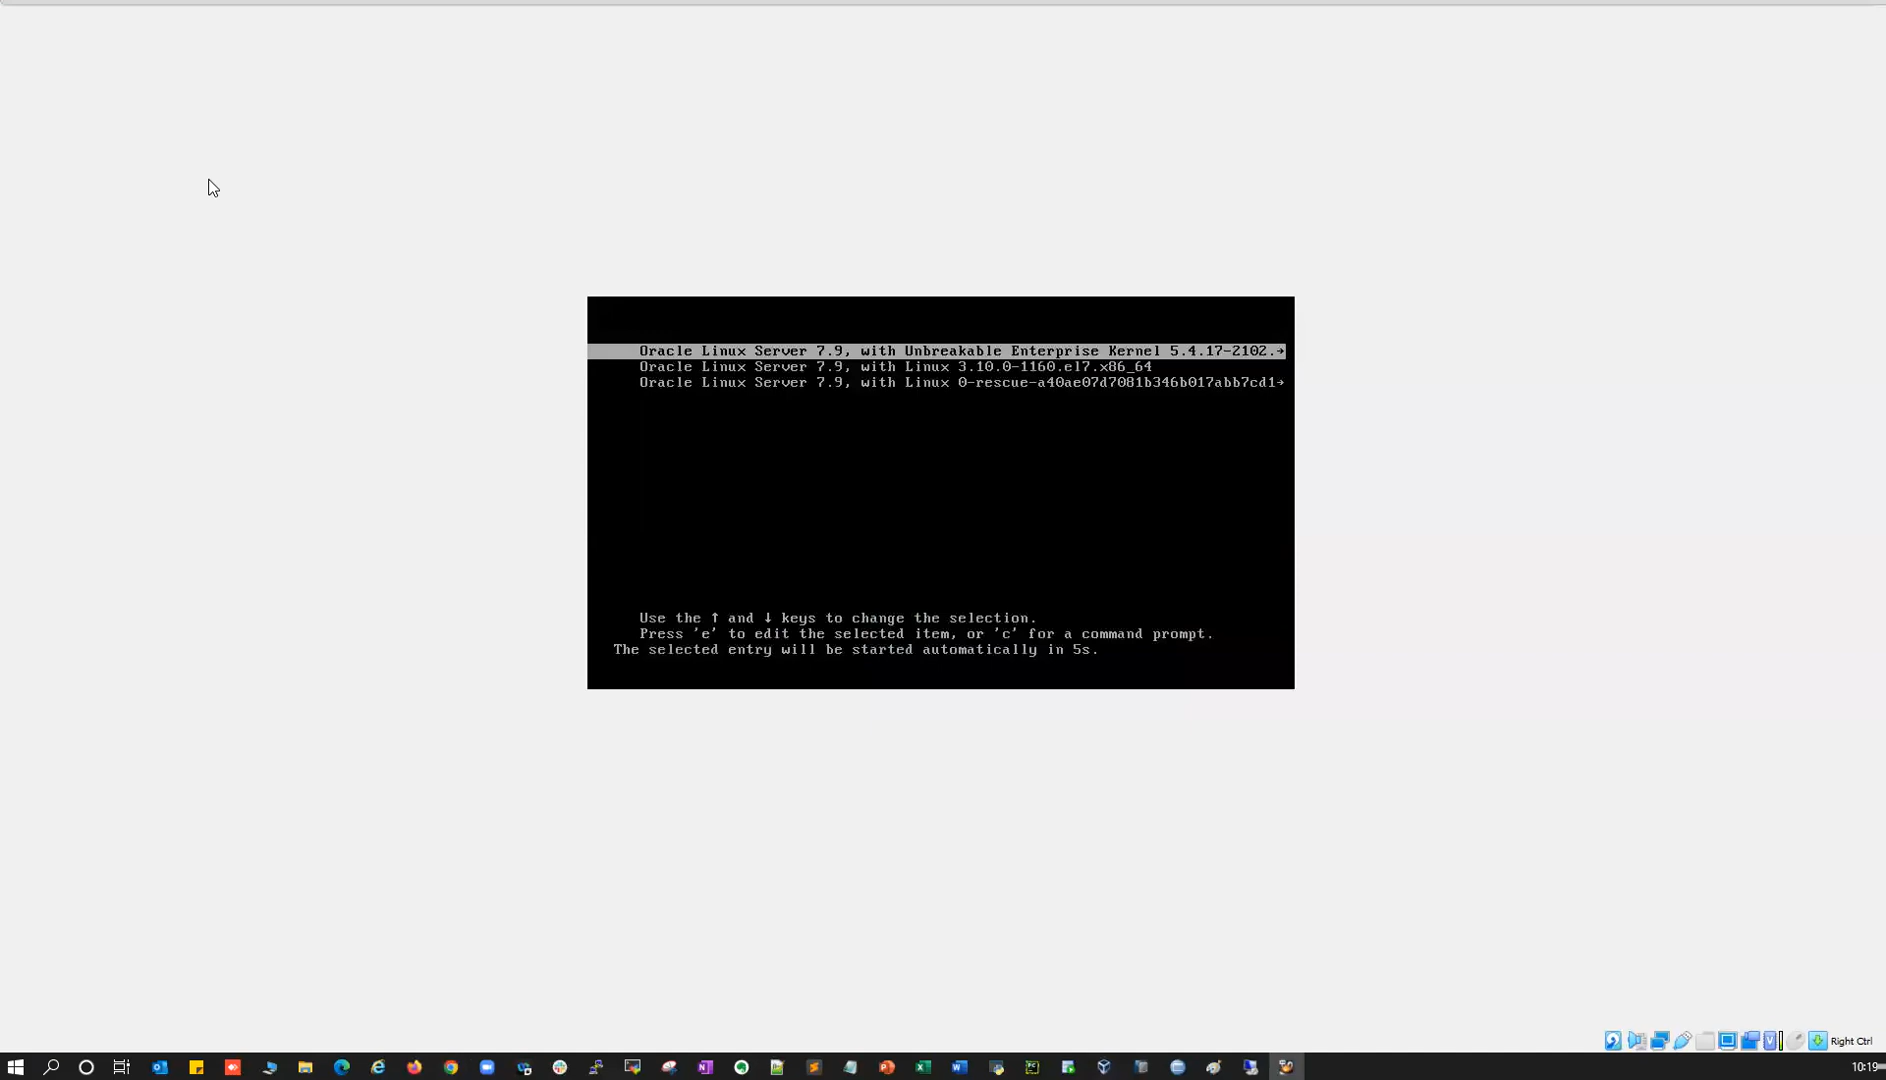 Oracle Linux Server 7.9, with Unbreakable Enterprise Kernel 5.4.17-2102.→
Oracle Linux Server 7.9, with Linux 3.10.0-1160.el7.x86_64
Oracle Linux Server 7.9, with Linux 0-rescue-a40ae07d7081b346b017abb7cd1→
Use the ↑ and ↓ keys to change the selection.
Press 'e' to edit the selected item, or 'c' for a command prompt.
The selected entry will be started automatically in 5s.
Right Ctrl
10:19